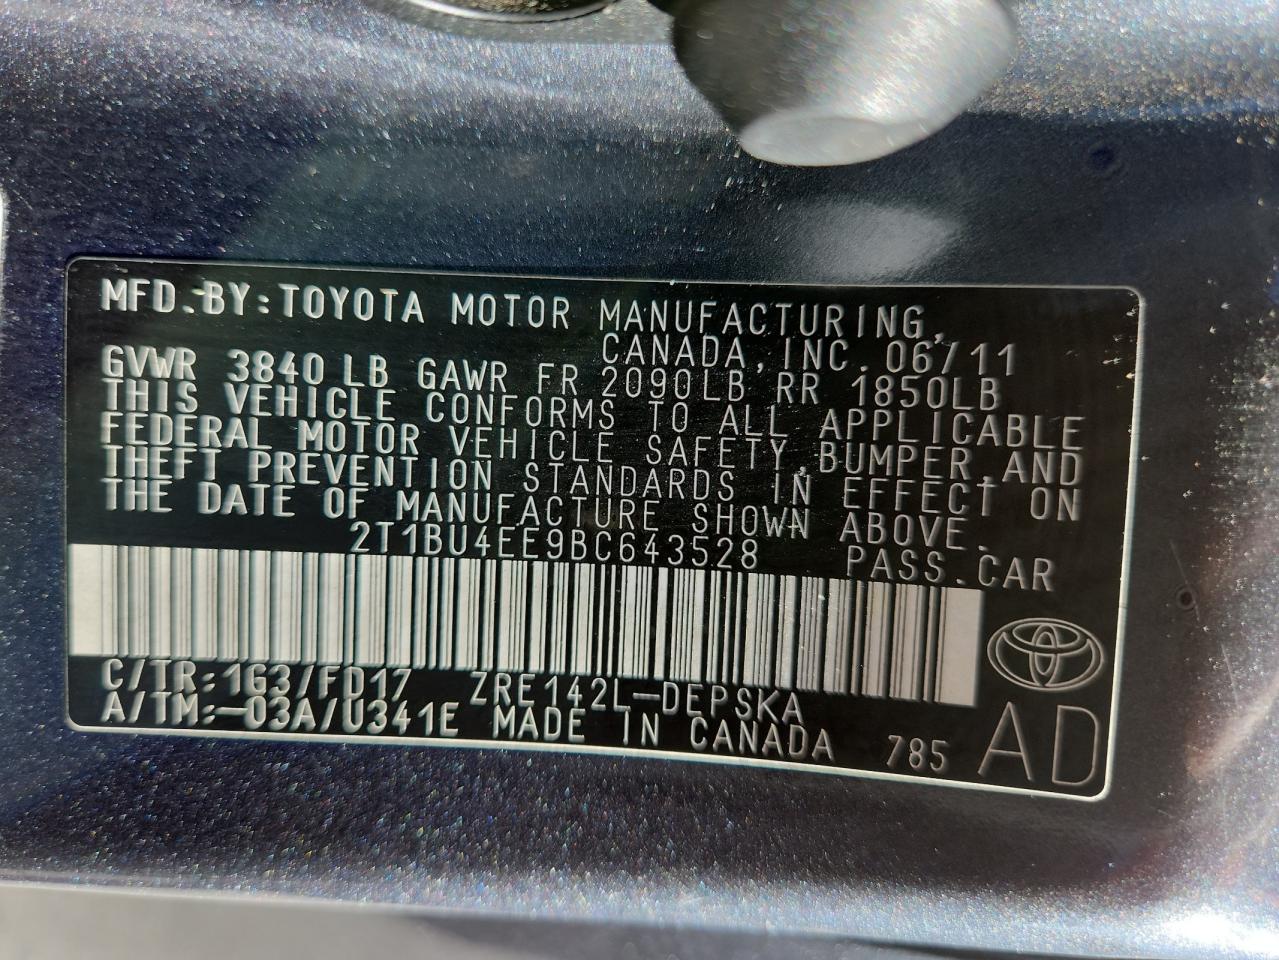 MFD.BY:TOYOTA MOTOR MANUFACTURING,
CANADA,INC. 06/11
GVWR 3840 LB GAWR FR 2090LB RR 1850LB
THIS VEHICLE CONFORMS TO ALL APPLICABLE
FEDERAL MOTOR VEHICLE SAFETY,BUMPER,AND
THEFT PREVENTION STANDARDS IN EFFECT ON
THE DATE OF MANUFACTURE SHOWN ABOVE.
2T1BU4EE9BC643528 PASS.CAR
C/TR:163/FD17 ZRE142L-DEPSKA
A/TM:-03A/U341E MADE IN CANADA 785 AD